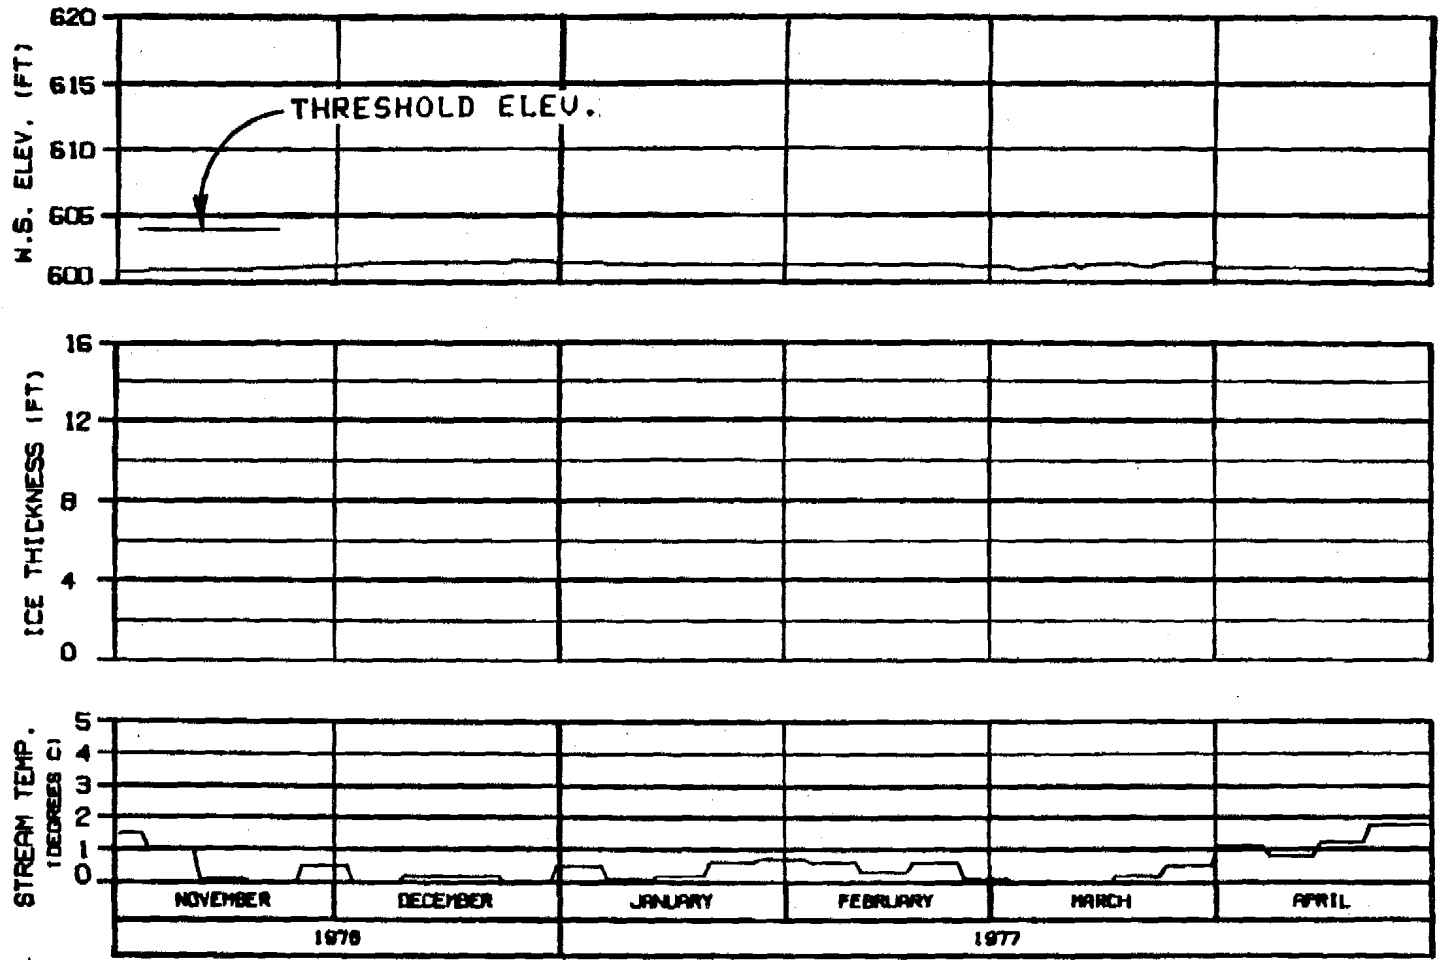 620
615
THRESHOLD ELEV.
610
605
600
W.S. ELEV. (FT)
16
12
8
4
0
ICE THICKNESS (FT)
5
4
3
2
1
0
STREAM TEMP.
(DEGREES C)
NOVEMBER DECEMBER JANUARY FEBRUARY MARCH APRIL
1976 1977